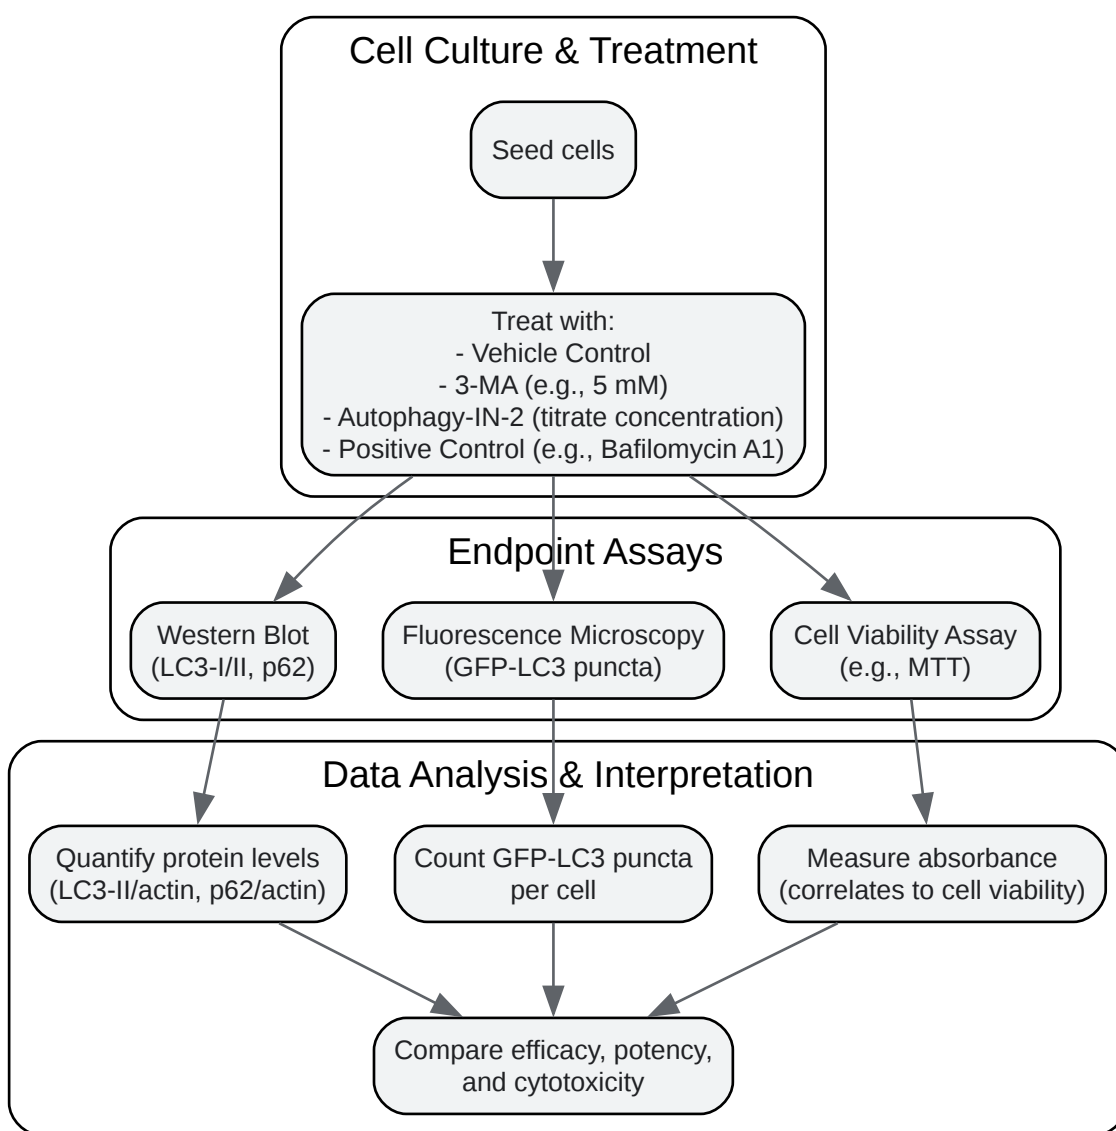 Cell Culture & Treatment
Seed cells
Treat with:
- Vehicle Control
- 3-MA (e.g., 5 mM)
- Autophagy-IN-2 (titrate concentration)
- Positive Control (e.g., Bafilomycin A1)
Endpoint Assays
Western Blot
(LC3-I/II, p62)
Fluorescence Microscopy
(GFP-LC3 puncta)
Cell Viability Assay
(e.g., MTT)
Data Analysis & Interpretation
Quantify protein levels
(LC3-II/actin, p62/actin)
Count GFP-LC3 puncta
per cell
Measure absorbance
(correlates to cell viability)
Compare efficacy, potency,
and cytotoxicity